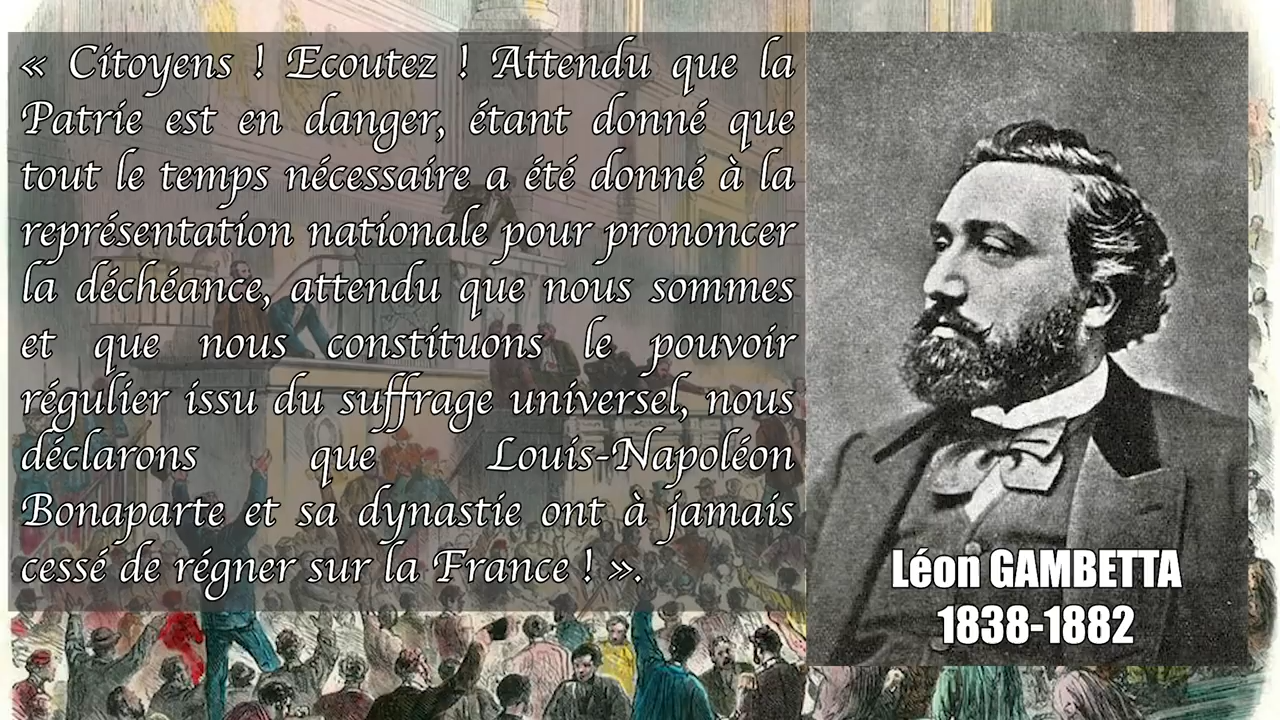 « Citoyens ! Ecoutez ! Attendu que la
Patrie est en danger, étant donné que
tout le temps nécessaire a été donné à la
représentation nationale pour prononcer
la déchéance, attendu que nous sommes
et que nous constituons le pouvoir
régulier issu du suffrage universel, nous
déclarons que Louis-Napoléon
Bonaparte et sa dynastie ont à jamais
cessé de régner sur la France ! ».
Léon GAMBETTA
1838-1882